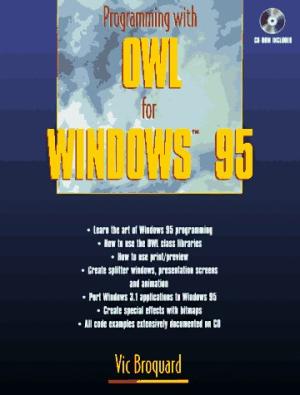 Programming with
CD-ROM INCLUDED
OWL
for
WINDOWS™ 95
• Learn the art of Windows 95 programming
• How to use the OWL class libraries
• How to use print/preview
• Create splitter windows, presentation screens
and animation
• Port Windows 3.1 applications to Windows 95
• Create special effects with bitmaps
• All code examples extensively documented on CD
Vic Broquard